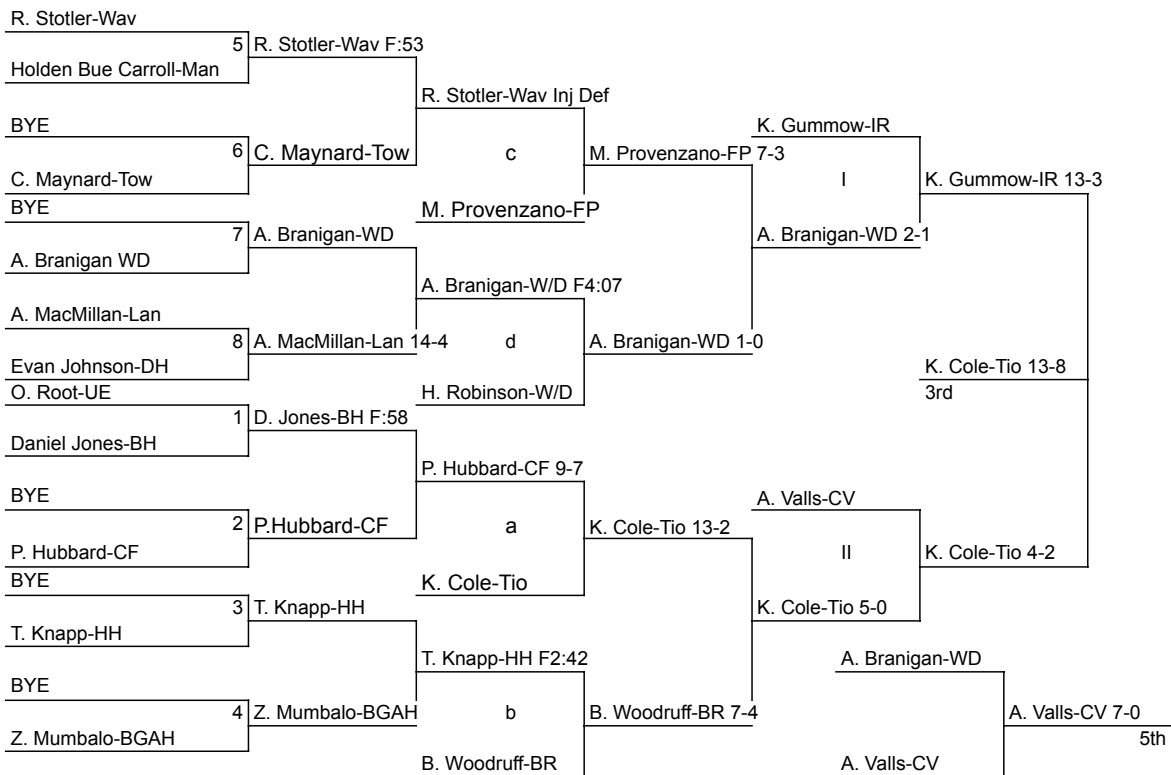 R. Stotler-Wav
5
R. Stotler-Wav F:53
Holden Bue Carroll-Man
R. Stotler-Wav Inj Def
BYE
K. Gummow-IR
6
C. Maynard-Tow
c
M. Provenzano-FP 7-3
C. Maynard-Tow
I
K. Gummow-IR 13-3
BYE
M. Provenzano-FP
7
A. Branigan-WD
A. Branigan-WD 2-1
A. Branigan WD
A. Branigan-W/D F4:07
A. MacMillan-Lan
8
A. MacMillan-Lan 14-4
d
A. Branigan-WD 1-0
Evan Johnson-DH
K. Cole-Tio 13-8
O. Root-UE
H. Robinson-W/D
3rd
1
D. Jones-BH F:58
Daniel Jones-BH
P. Hubbard-CF 9-7
BYE
A. Valls-CV
2
P.Hubbard-CF
a
K. Cole-Tio 13-2
P. Hubbard-CF
II
K. Cole-Tio 4-2
BYE
K. Cole-Tio
3
T. Knapp-HH
K. Cole-Tio 5-0
T. Knapp-HH
T. Knapp-HH F2:42
A. Branigan-WD
BYE
4
Z. Mumbalo-BGAH
b
B. Woodruff-BR 7-4
A. Valls-CV 7-0
Z. Mumbalo-BGAH
5th
B. Woodruff-BR
A. Valls-CV